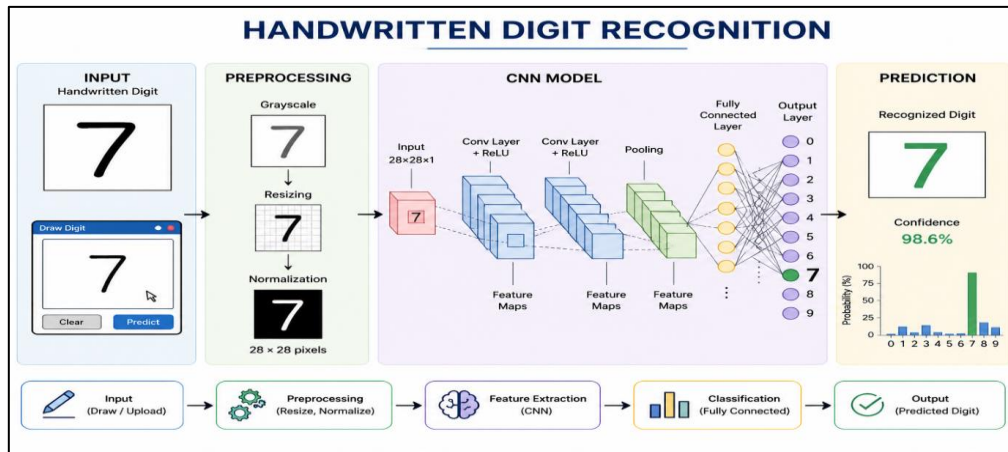 HANDWRITTEN DIGIT RECOGNITION
INPUT
Handwritten Digit
7
Draw Digit
7
Clear
Predict
PREPROCESSING
Grayscale
7
Resizing
7
Normalization
7
28 × 28 pixels
CNN MODEL
Input
28×28×1
7
Conv Layer
+ ReLU
Conv Layer
+ ReLU
Pooling
Fully
Connected
Layer
Output
Layer
Feature
Maps
Feature
Maps
Feature
Maps
0
1
2
3
4
5
6
7
8
9
PREDICTION
Recognized Digit
7
Confidence
98.6%
Probability (%)
100
75
50
25
0
0 1 2 3 4 5 6 7 8 9
Input
(Draw / Upload)
Preprocessing
(Resize, Normalize)
Feature Extraction
(CNN)
Classification
(Fully Connected)
Output
(Predicted Digit)